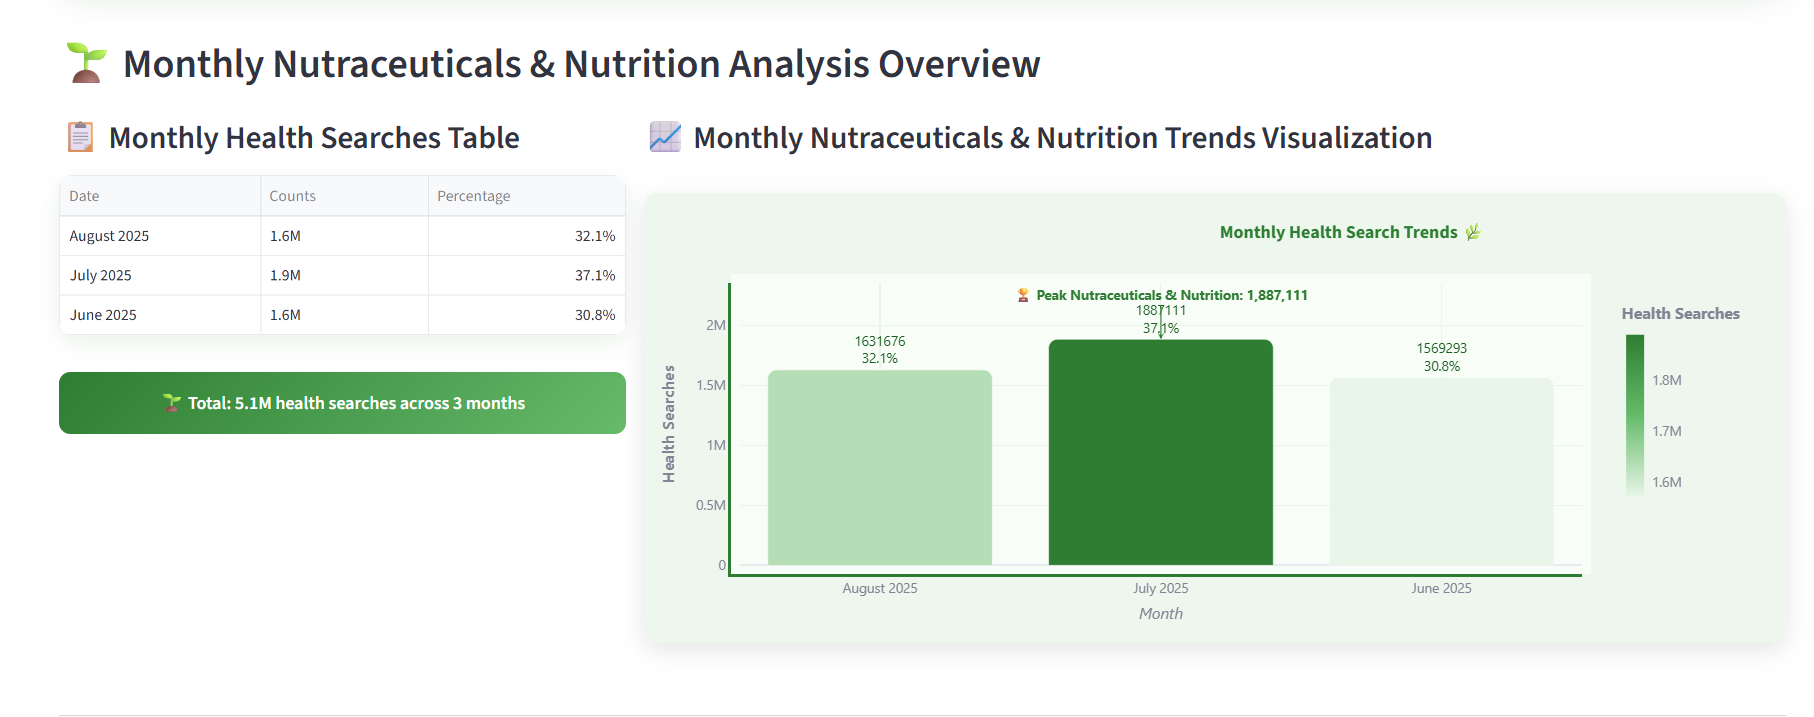 Monthly Nutraceuticals & Nutrition Analysis Overview
Monthly Health Searches Table
Date Counts Percentage
August 2025 1.6M 32.1%
July 2025 1.9M 37.1%
June 2025 1.6M 30.8%
Total: 5.1M health searches across 3 months
Monthly Nutraceuticals & Nutrition Trends Visualization
Monthly Health Search Trends
Peak Nutraceuticals & Nutrition: 1,887,111
1887111
37.1%
1631676
32.1%
1569293
30.8%
2M
1.5M
1M
0.5M
0
Health Searches
August 2025 July 2025 June 2025
Month
Health Searches
1.8M
1.7M
1.6M